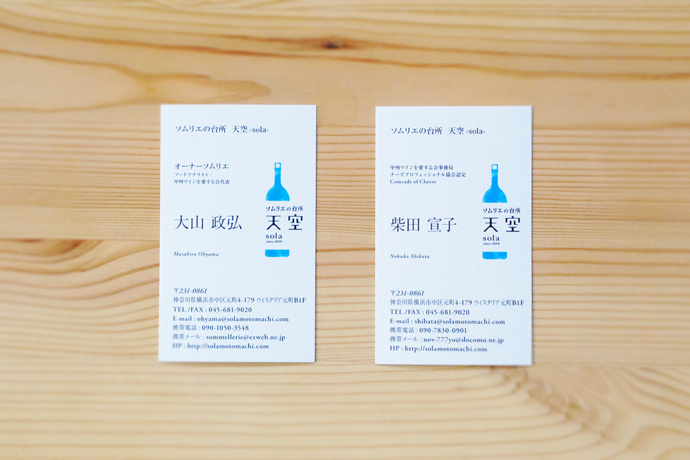 ソムリエの台所 天空 -sola-
オーナーソムリエ
フードアナリスト/
甲州ワインを愛する会代表
ソムリエの台所
天空
sola
since 2010
大山 政弘
Masahiro Ohyama
〒231-0861
神奈川県横浜市中区元町4-179 ウィスタリア元町B1F
TEL./FAX : 045-681-9020
E-mail : ohyama@solamotomachi.com
携帯電話 : 090-1050-3548
携帯メール : sommellerie@ezweb.ne.jp
HP : http://solamotomachi.com
ソムリエの台所 天空 -sola-
甲州ワインを愛する会事務局
チーズプロフェッショナル協会認定
Comrade of Cheese
ソムリエの台所
天空
sola
since 2010
柴田 宣子
Nobuko Shibata
〒231-0861
神奈川県横浜市中区元町4-179 ウィスタリア元町B1F
TEL./FAX : 045-681-9020
E-mail : shibata@solamotomachi.com
携帯電話 : 090-7830-0901
携帯メール : nov-777yo@docomo.ne.jp
HP : http://solamotomachi.com